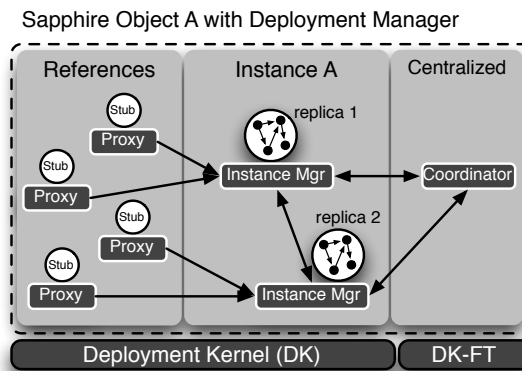 Sapphire Object A with Deployment Manager
References
Instance A
Centralized
Stub
Proxy
replica 1
Stub
Proxy
Instance Mgr
Coordinator
Stub
Proxy
replica 2
Stub
Proxy
Instance Mgr
Deployment Kernel (DK)
DK-FT